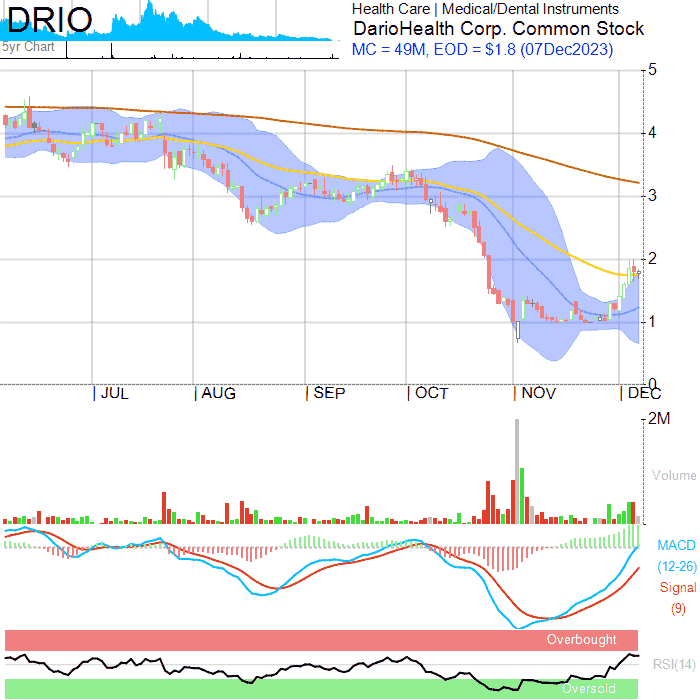 DRIO
5yr Chart
Health Care | Medical/Dental Instruments
DarioHealth Corp. Common Stock
MC = 49M, EOD = $1.8 (07Dec2023)
5
4
3
2
1
0
JUL AUG SEP OCT NOV DEC
2M
Volume
MACD
(12-26)
Signal
(9)
Overbought
RSI(14)
Oversold